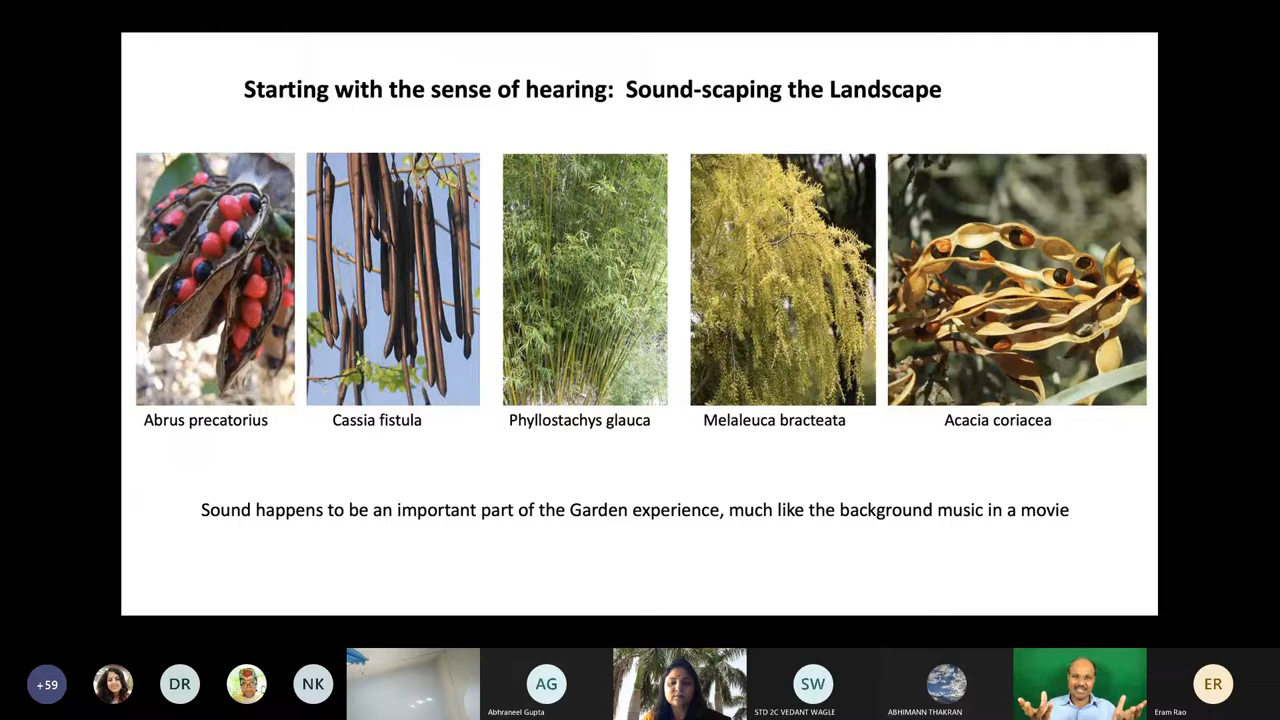 Starting with the sense of hearing: Sound-scaping the Landscape
Abrus precatorius
Cassia fistula
Phyllostachys glauca
Melaleuca bracteata
Acacia coriacea
Sound happens to be an important part of the Garden experience, much like the background music in a movie
+59
DR
NK
AG
Abhraneel Gupta
SW
STD 2C VEDANT WAGLE
ABHIMANN THAKRAN
ER
Eram Rao